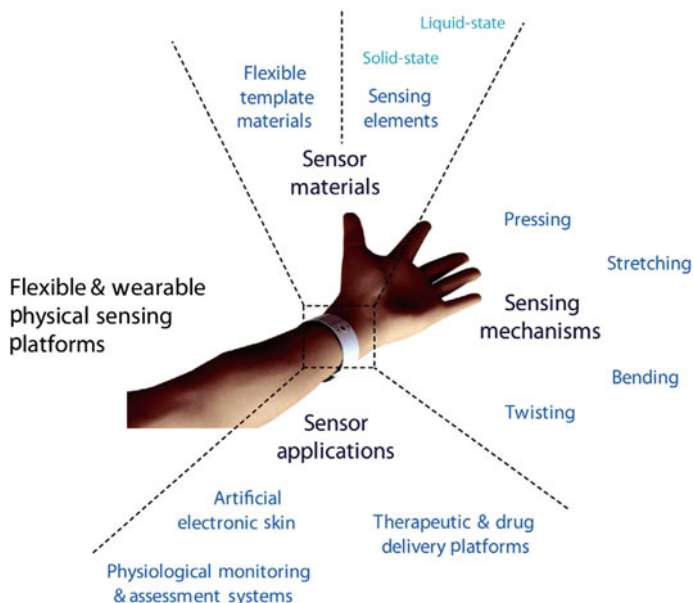 Liquid-state
Solid-state
Flexible
template
materials
Sensing
elements
Sensor
materials
Pressing
Stretching
Flexible & wearable
physical sensing
platforms
Sensing
mechanisms
Bending
Twisting
Sensor
applications
Artificial
electronic skin
Therapeutic & drug
delivery platforms
Physiological monitoring
& assessment systems